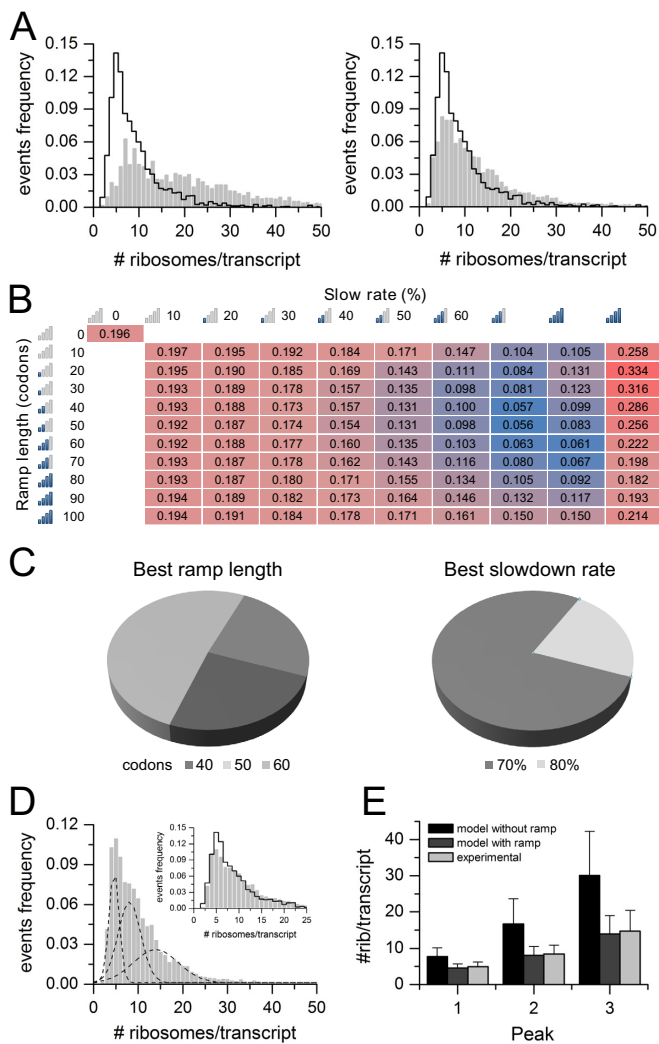 A
0.15
0.12
0.09
0.06
0.03
0.00
events frequency
0 10 20 30 40 50
# ribosomes/transcript
0.15
0.12
0.09
0.06
0.03
0.00
events frequency
0 10 20 30 40 50
# ribosomes/transcript
B
Slow rate (%)
0 10 20 30 40 50 60
Ramp length (codons)
0 0.196
10 0.197 0.195 0.192 0.184 0.171 0.147 0.104 0.105 0.258
20 0.195 0.190 0.185 0.169 0.143 0.111 0.084 0.131 0.334
30 0.193 0.189 0.178 0.157 0.135 0.098 0.081 0.123 0.316
40 0.193 0.188 0.173 0.157 0.131 0.100 0.057 0.099 0.286
50 0.192 0.187 0.174 0.154 0.131 0.098 0.056 0.083 0.256
60 0.192 0.188 0.177 0.160 0.135 0.103 0.063 0.061 0.222
70 0.193 0.187 0.178 0.162 0.143 0.116 0.080 0.067 0.198
80 0.193 0.187 0.180 0.171 0.155 0.134 0.105 0.092 0.182
90 0.194 0.189 0.182 0.173 0.164 0.146 0.132 0.117 0.193
100 0.194 0.191 0.184 0.178 0.171 0.161 0.150 0.150 0.214
C
Best ramp length
codons 40 50 60
Best slowdown rate
70% 80%
D
0.12
0.09
0.06
0.03
0.00
events frequency
0 10 20 30 40 50
# ribosomes/transcript
0.15
0.12
0.09
0.06
0.03
0.00
events frequency
0 5 10 15 20 25
# ribosomes/transcript
E
model without ramp
model with ramp
experimental
40
30
20
10
0
#rib/transcript
1 2 3
Peak